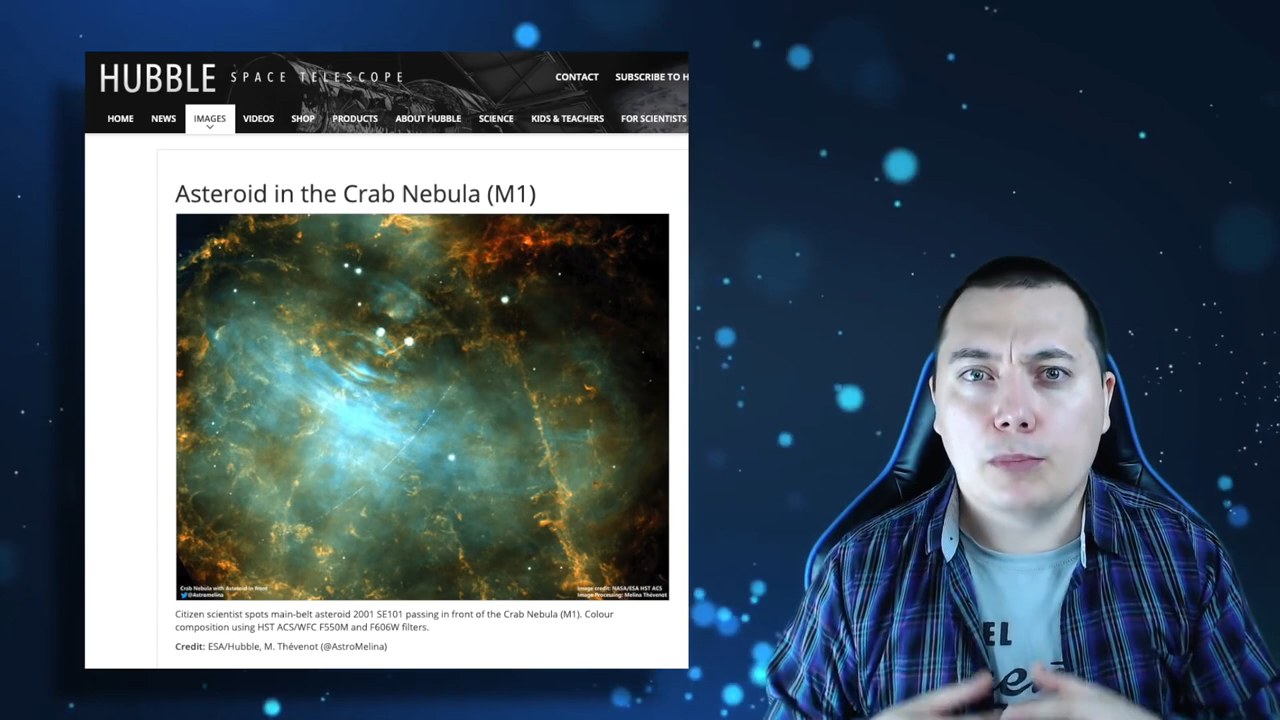 HUBBLE SPACE TELESCOPE
CONTACT SUBSCRIBE TO H
HOME NEWS IMAGES VIDEOS SHOP PRODUCTS ABOUT HUBBLE SCIENCE KIDS & TEACHERS FOR SCIENTISTS
Asteroid in the Crab Nebula (M1)
Crab Nebula with Asteroid in front
@Astromelina
Image credit: NASA/ESA HST ACS
Image Processing: Melina Thévenot
Citizen scientist spots main-belt asteroid 2001 SE101 passing in front of the Crab Nebula (M1). Colour
composition using HST ACS/WFC F550M and F606W filters.
Credit: ESA/Hubble, M. Thévenot (@AstroMelina)
EL